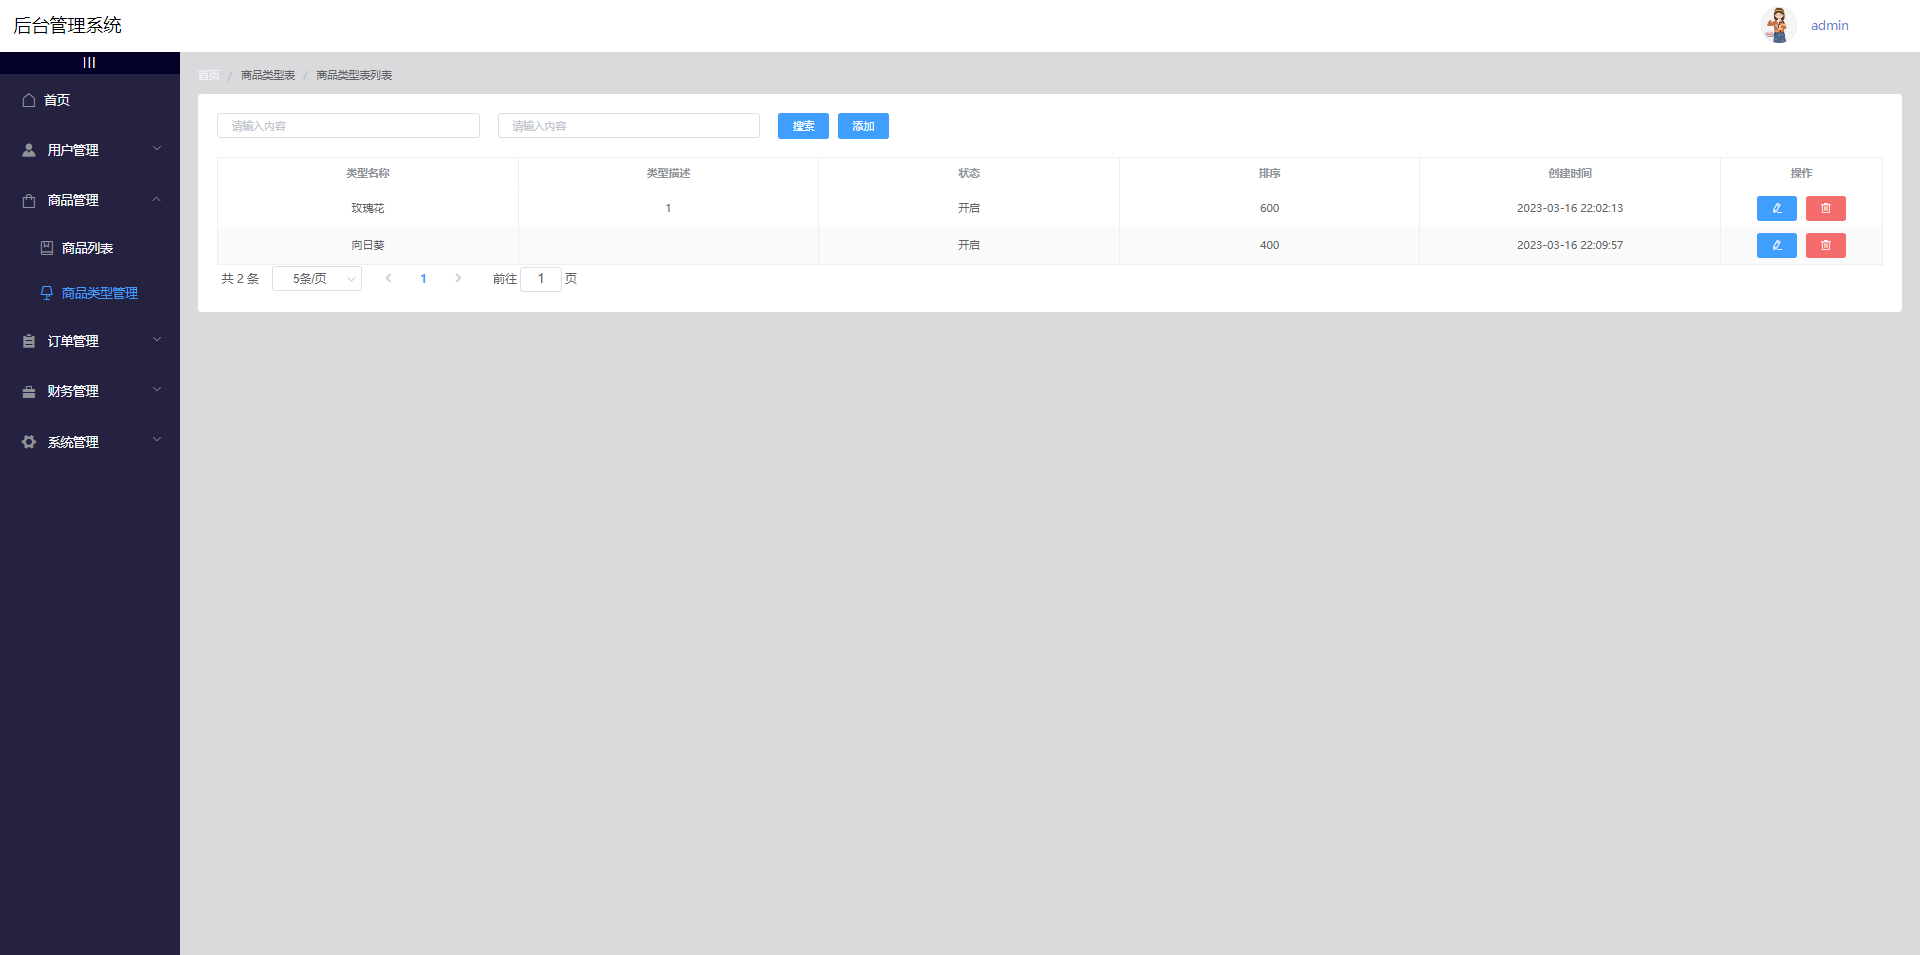 后台管理系统
admin
首页
用户管理
商品管理
商品列表
商品类型管理
订单管理
财务管理
系统管理
首页 / 商品类型表 / 商品类型表列表
请输入内容 请输入内容 搜索 添加
类型名称 类型描述 状态 排序 创建时间 操作
玫瑰花 1 开启 600 2023-03-16 22:02:13
向日葵 开启 400 2023-03-16 22:09:57
共 2 条 5条/页 1 前往 1 页